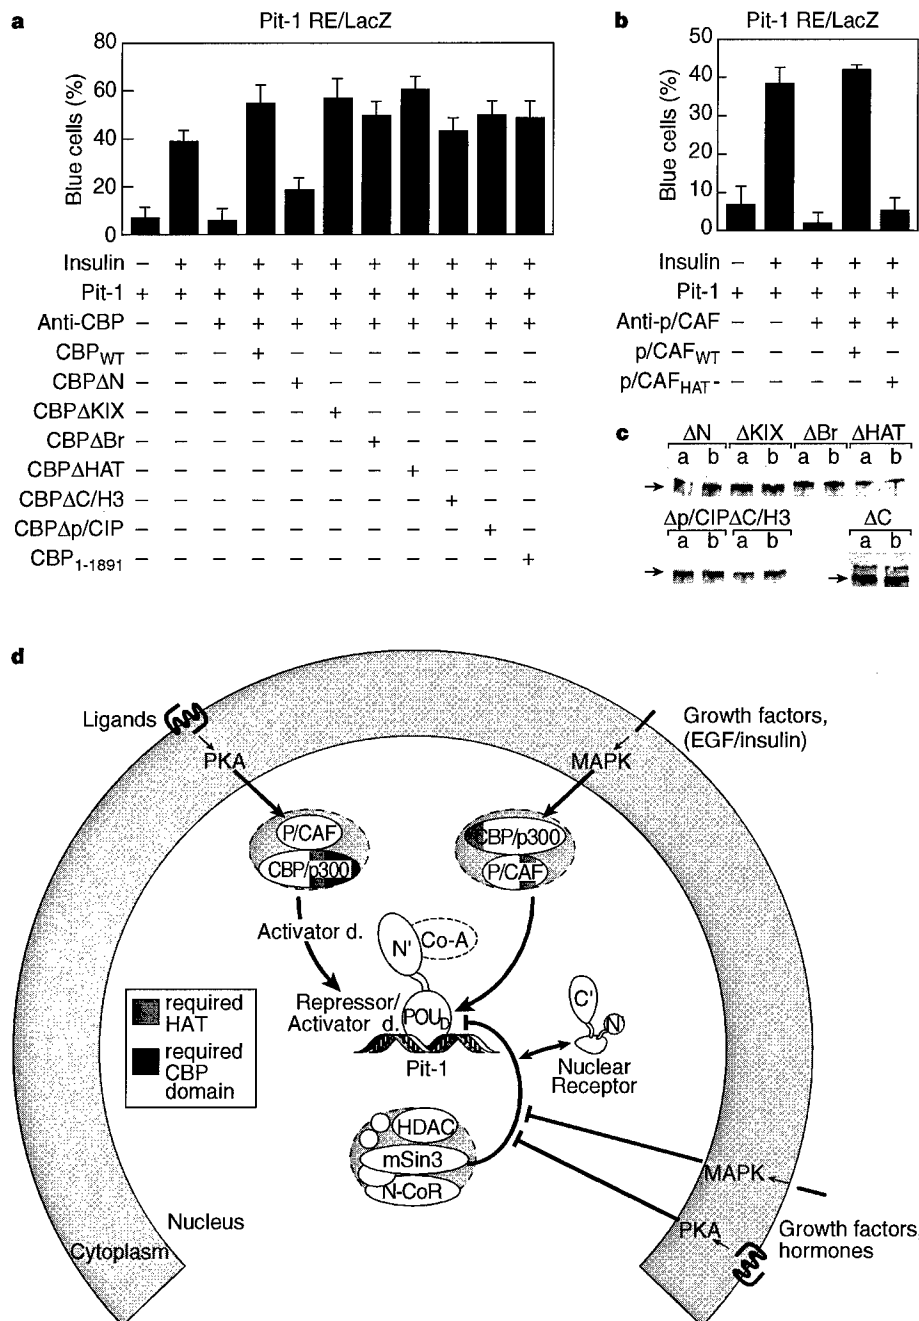 a
Pit-1 RE/LacZ
80
60
40
20
0
Blue cells (%)
Insulin – + + + + + + + + + +
Pit-1 + + + + + + + + + + +
Anti-CBP – – + + + + + + + + +
CBPWT – – – + – – – – – – –
CBPΔN – – – – + – – – – – –
CBPΔKIX – – – – – + – – – – –
CBPΔBr – – – – – – + – – – –
CBPΔHAT – – – – – – – + – – –
CBPΔC/H3 – – – – – – – – + – –
CBPΔp/CIP – – – – – – – – – + –
CBP1-1891 – – – – – – – – – – +
b
Pit-1 RE/LacZ
50
40
30
20
10
0
Blue cells (%)
Insulin – + + + +
Pit-1 + + + + +
Anti-p/CAF – – + + +
p/CAFWT – – – + –
p/CAFHAT- – – – – +
c
ΔN ΔKIX ΔBr ΔHAT
a b a b a b a b
Δp/CIP ΔC/H3 ΔC
a b a b a b
d
Ligands
PKA
Growth factors,
(EGF/insulin)
MAPK
P/CAF
CBP/p300
CBP/p300
P/CAF
Activator d.
N' Co-A
Repressor/
Activator d.
POUD
Pit-1
C'
N
Nuclear
Receptor
required
HAT
required
CBP
domain
HDAC
mSin3
N-CoR
MAPK
PKA
Growth factors,
hormones
Nucleus
Cytoplasm